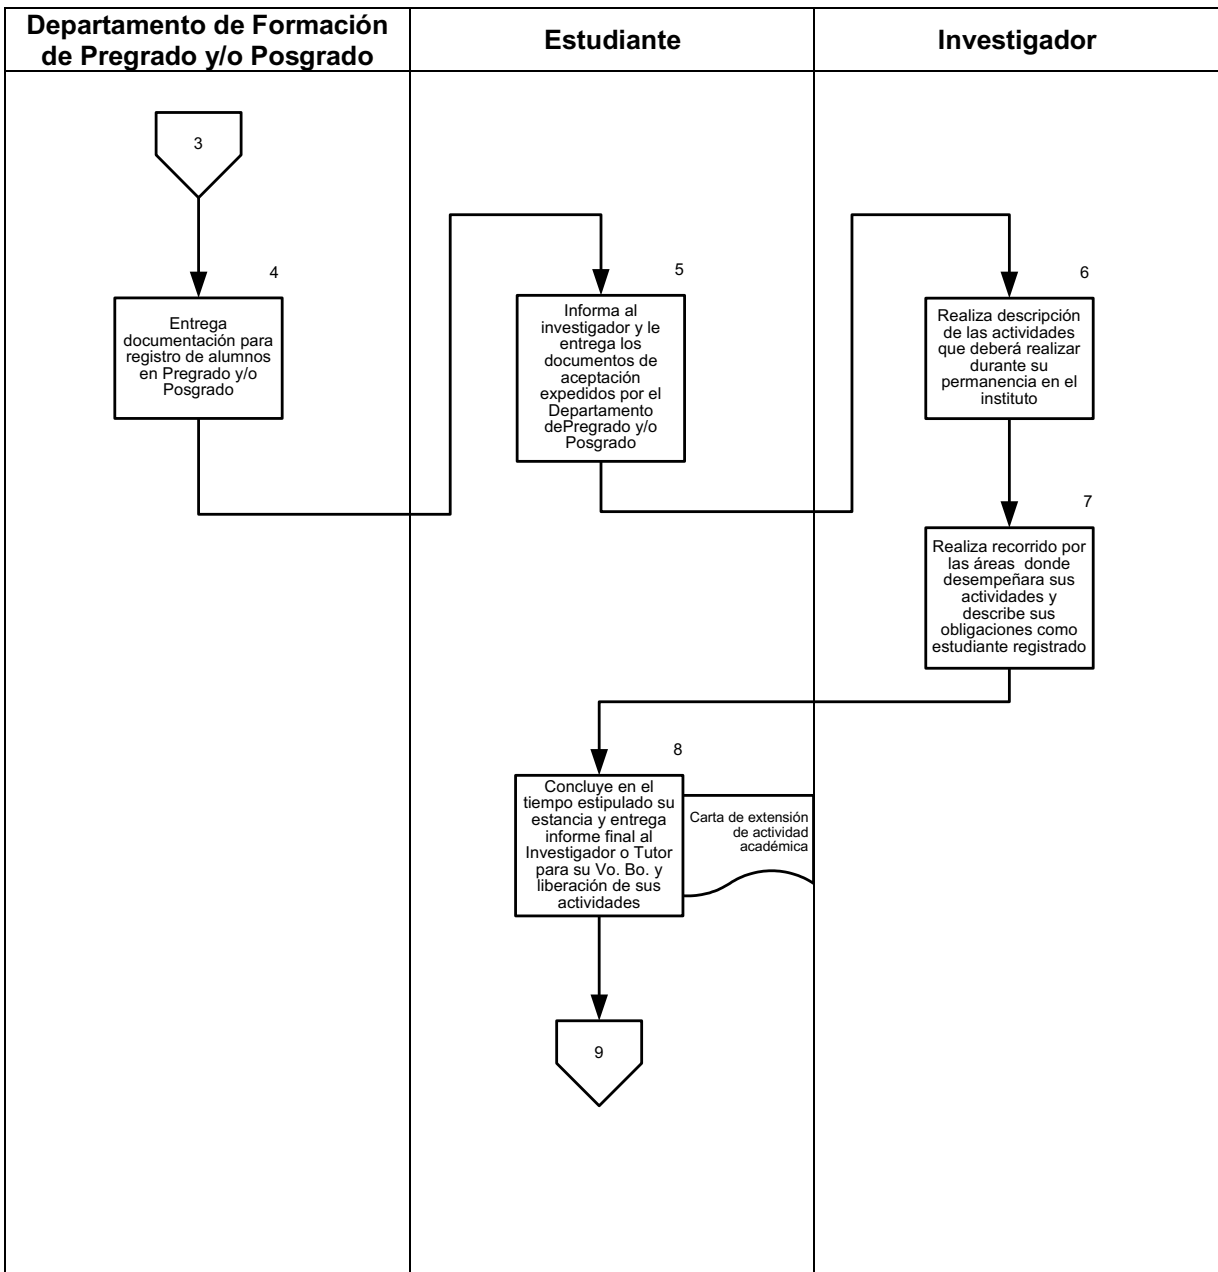 Departamento de Formación
de Pregrado y/o Posgrado
Estudiante
Investigador
3
4
Entrega
documentación para
registro de alumnos
en Pregrado y/o
Posgrado
5
Informa al
investigador y le
entrega los
documentos de
aceptación
expedidos por el
Departamento
dePregrado y/o
Posgrado
6
Realiza descripción
de las actividades
que deberá realizar
durante su
permanencia en el
instituto
7
Realiza recorrido por
las áreas  donde
desempeñara sus
actividades y
describe sus
obligaciones como
estudiante registrado
8
Concluye en el
tiempo estipulado su
estancia y entrega
informe final al
Investigador o Tutor
para su Vo. Bo. y
liberación de sus
actividades
Carta de extensión
de actividad
académica
9